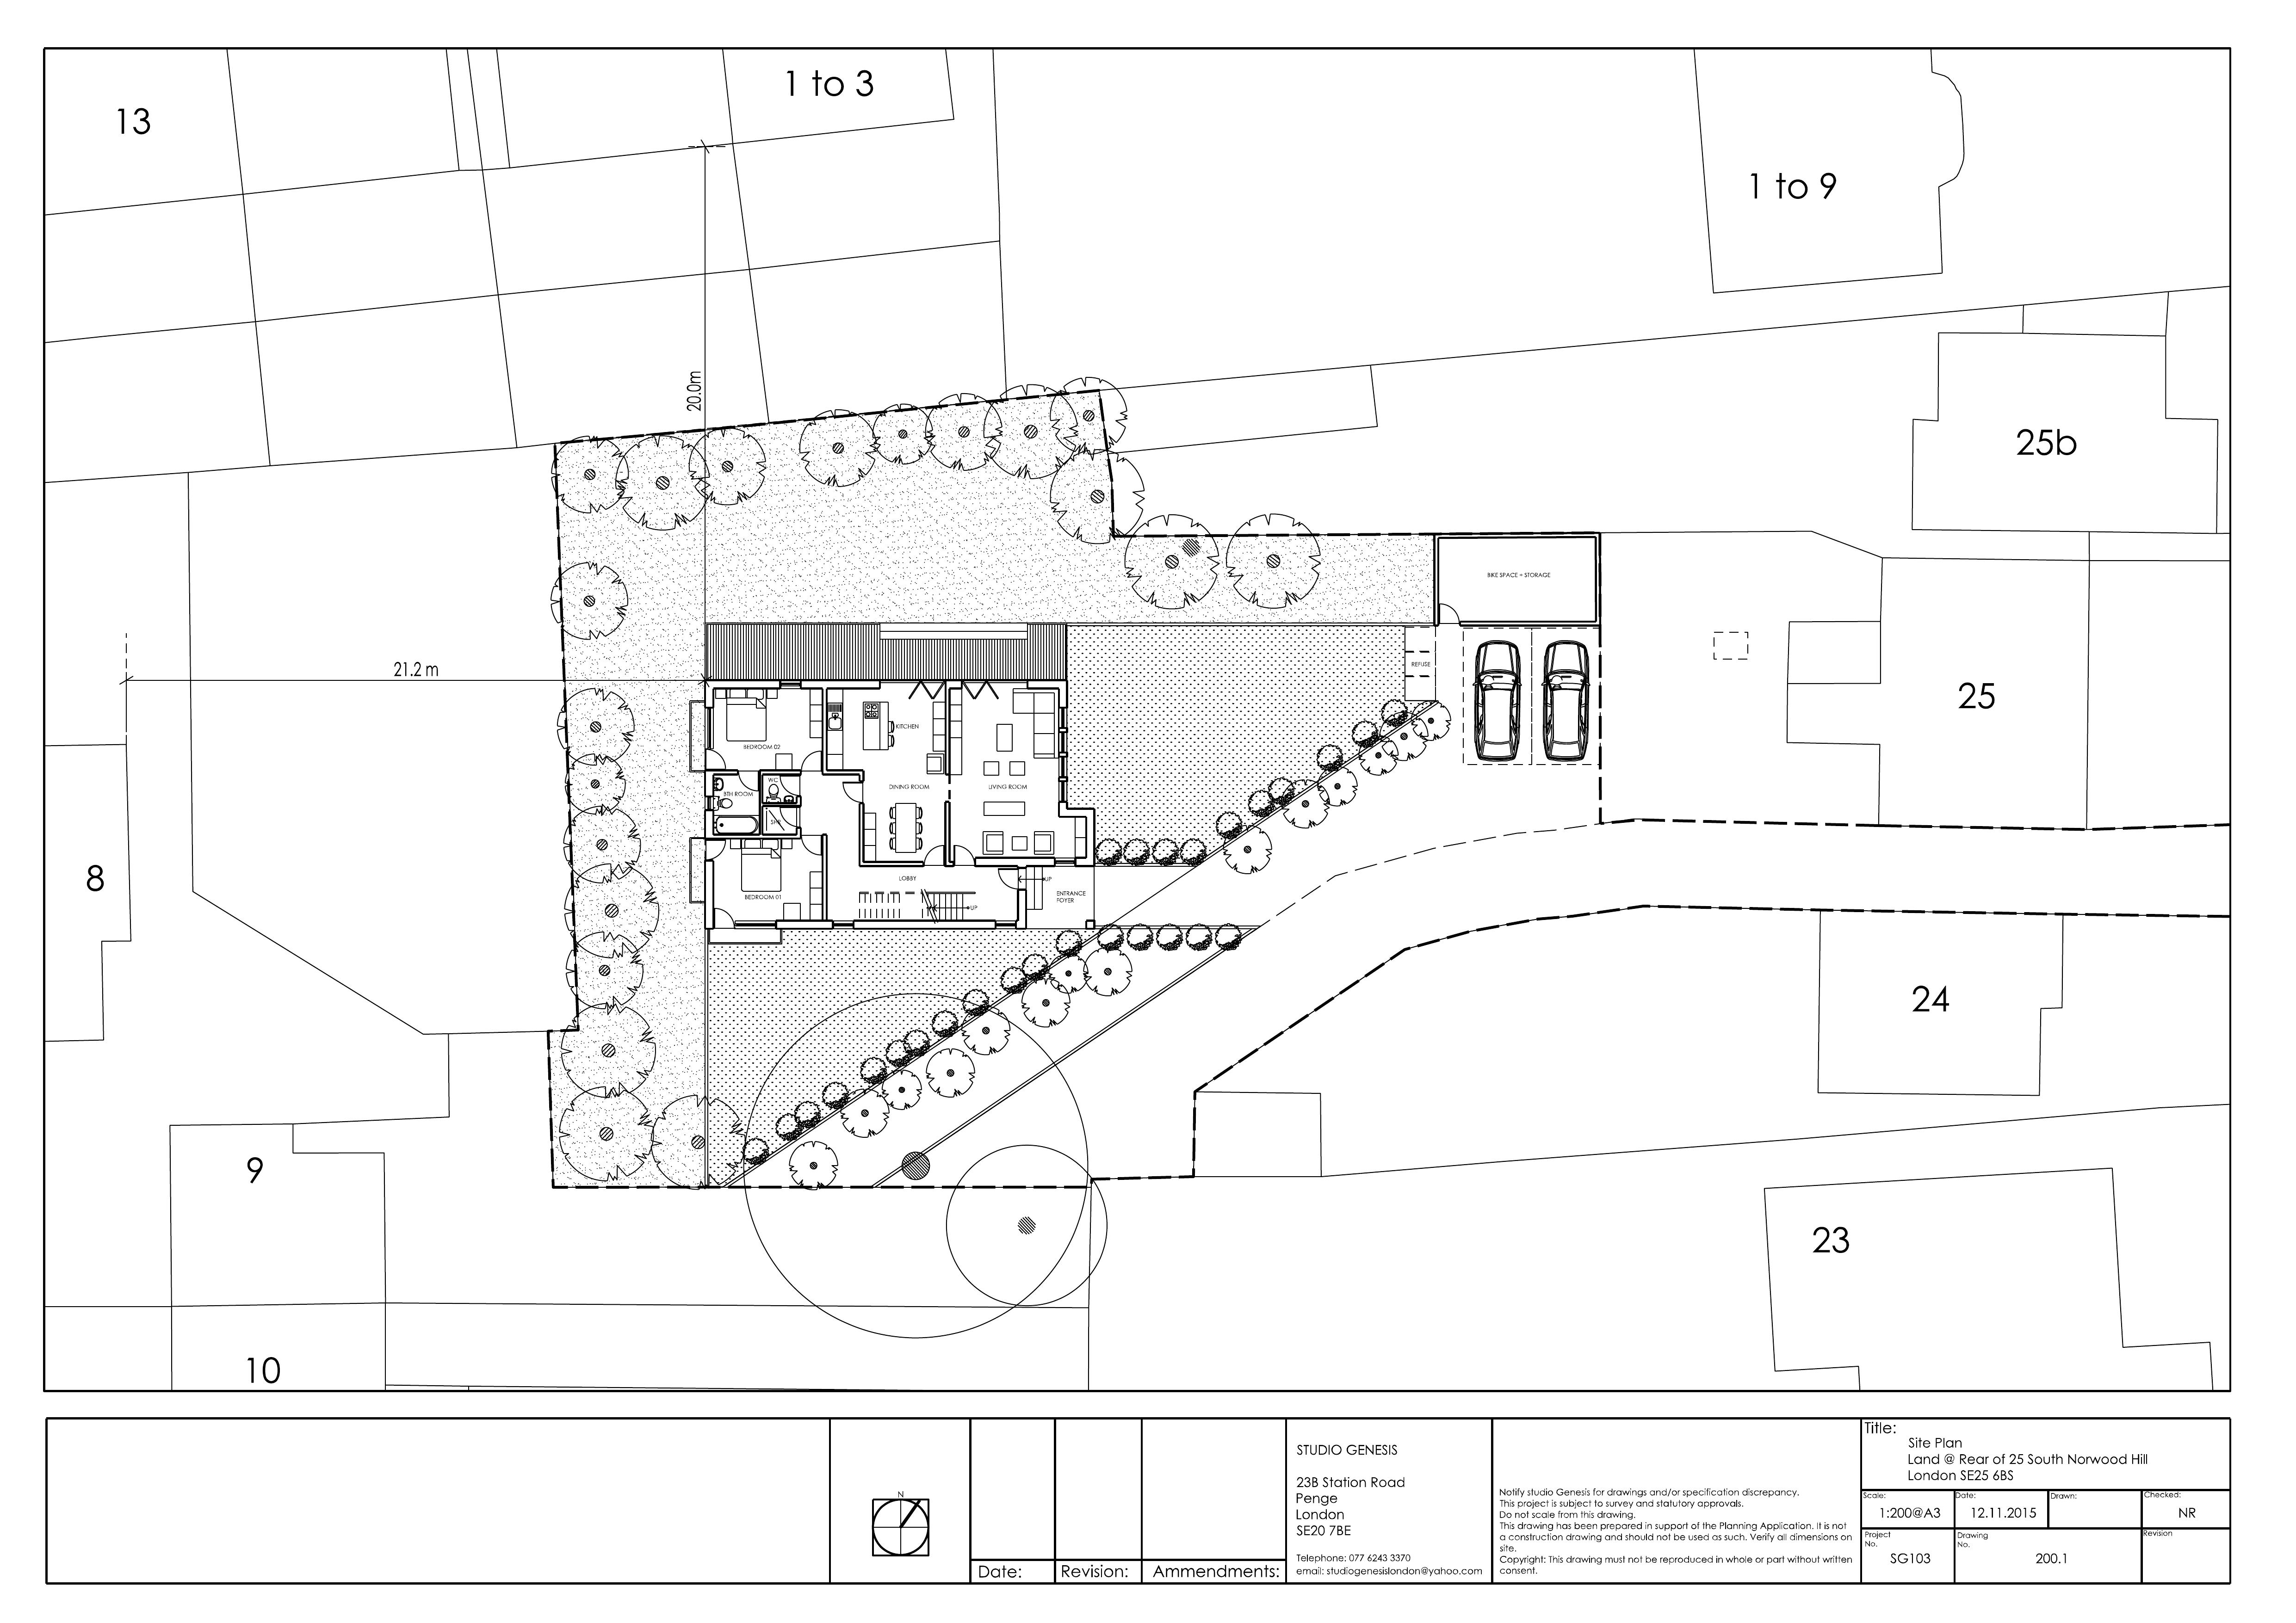 13
1 to 3
1 to 9
20.0m
25b
BIKE SPACE + STORAGE
21.2 m
REFUSE
25
KITCHEN
BEDROOM 02
WC
DINING ROOM
LIVING ROOM
BTH ROOM
SHR
8
LOBBY
UP
BEDROOM 01
ENTRANCE
FOYER
UP
24
9
23
10
N
Date:
Revision:
Ammendments:
STUDIO GENESIS
23B Station Road
Penge
London
SE20 7BE
Telephone: 077 6243 3370
email: studiogenesislondon@yahoo.com
Notify studio Genesis for drawings and/or specification discrepancy.
This project is subject to survey and statutory approvals.
Do not scale from this drawing.
This drawing has been prepared in support of the Planning Application. It is not
a construction drawing and should not be used as such. Verify all dimensions on
site.
Copyright: This drawing must not be reproduced in whole or part without written
consent.
Title:
Site Plan
Land @ Rear of 25 South Norwood Hill
London SE25 6BS
Scale:
1:200@A3
Date:
12.11.2015
Drawn:
Checked:
NR
Project
No.
SG103
Drawing
No.
200.1
Revision